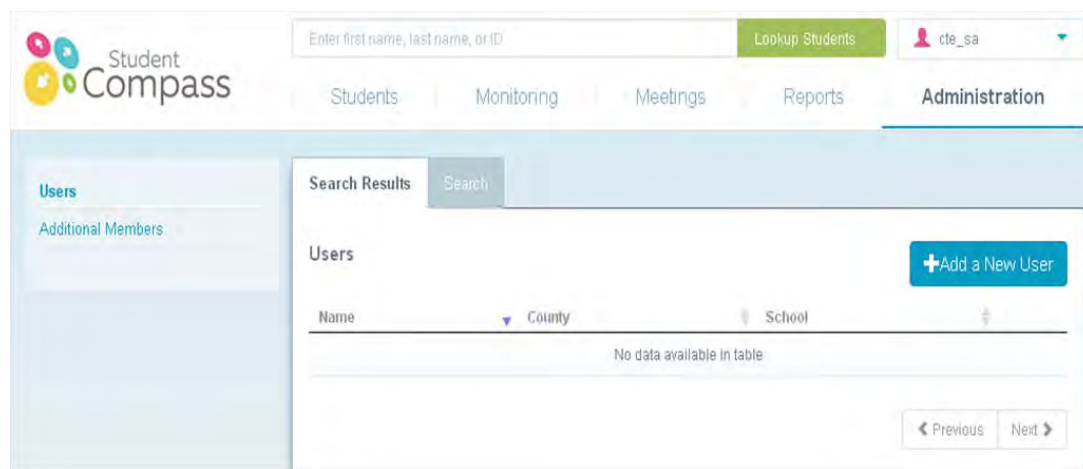 Student
Compass
Enter first name, last name, or ID
Lookup Students
cte_sa
Students Monitoring Meetings Reports Administration
Users
Additional Members
Search Results Search
Users
+Add a New User
Name County School
No data available in table
Previous Next